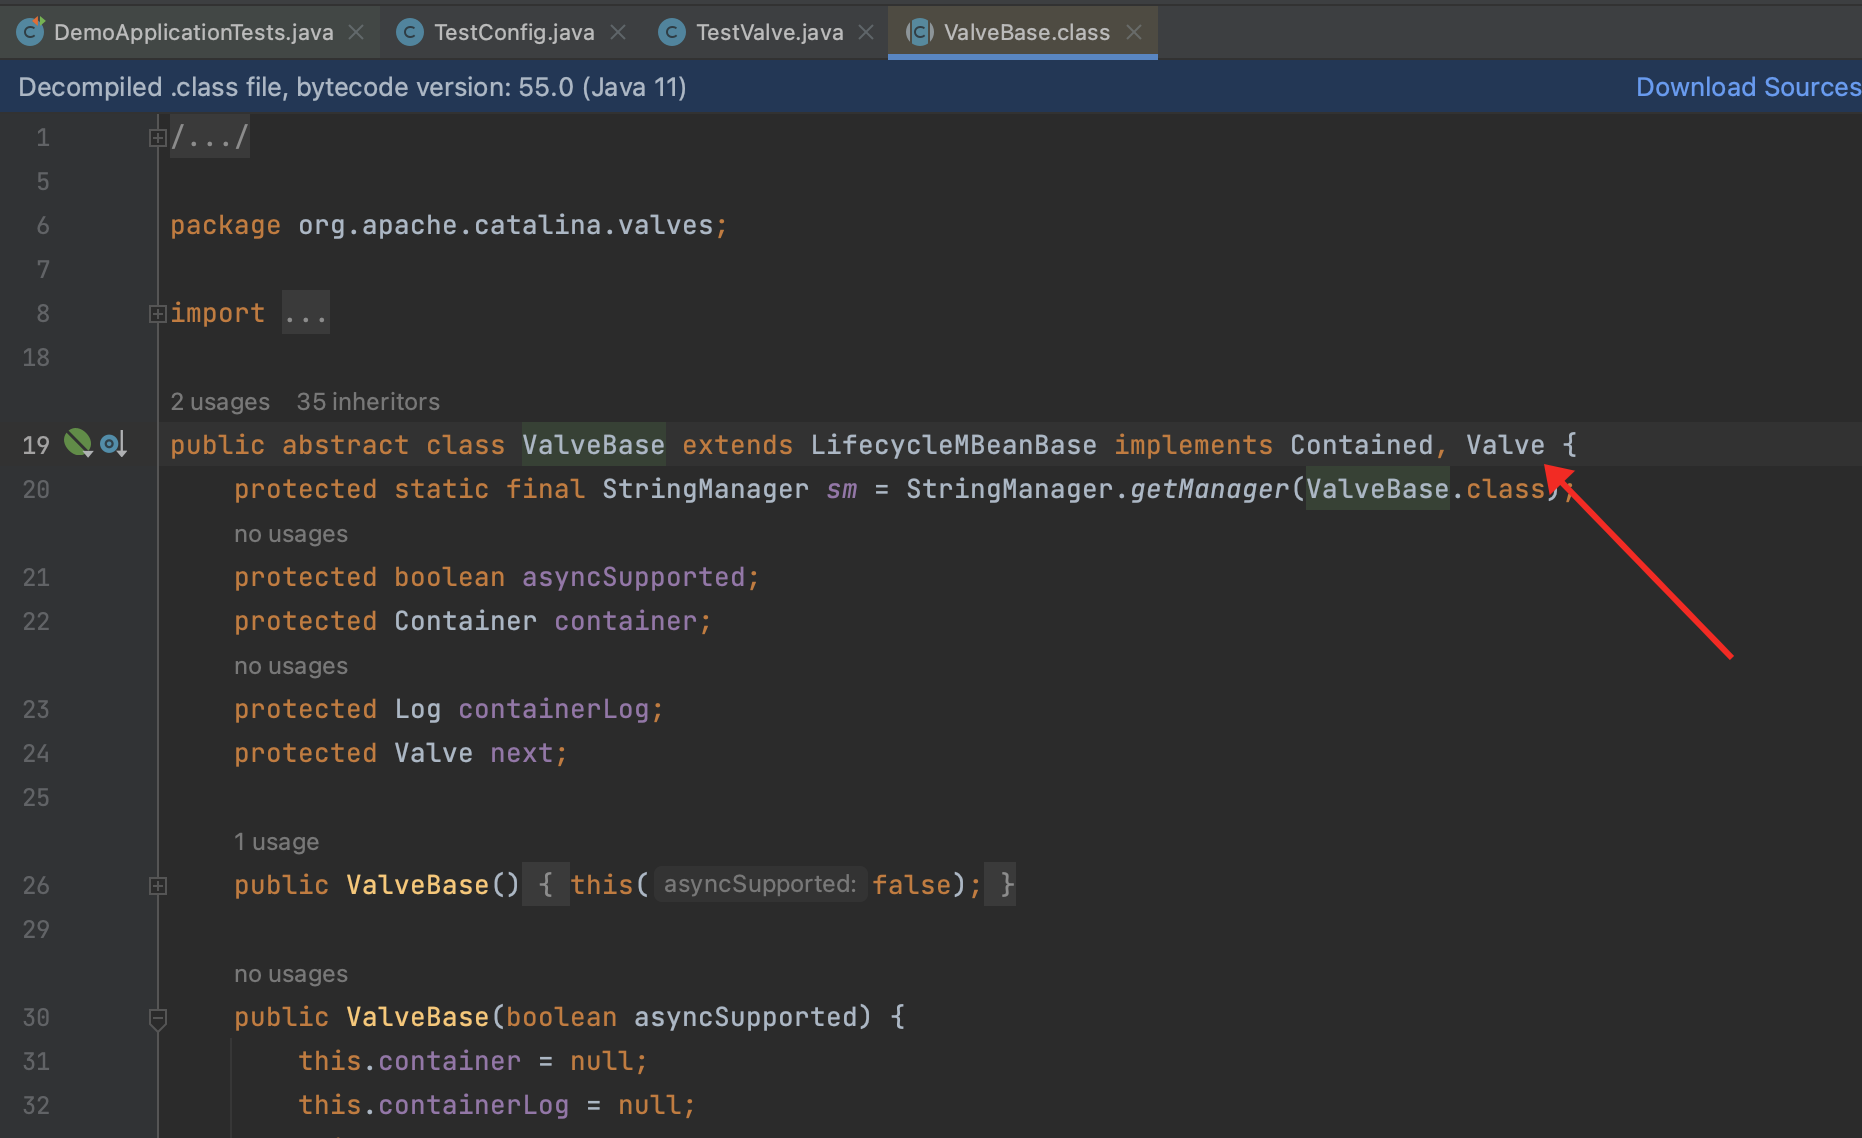 DemoApplicationTests.java TestConfig.java TestValve.java ValveBase.class
Decompiled .class file, bytecode version: 55.0 (Java 11) Download Sources
1 /.../
5
6 package org.apache.catalina.valves;
7
8 import ...
18
2 usages 35 inheritors
19 public abstract class ValveBase extends LifecycleMBeanBase implements Contained, Valve {
20 protected static final StringManager sm = StringManager.getManager(ValveBase.class);
no usages
21 protected boolean asyncSupported;
22 protected Container container;
no usages
23 protected Log containerLog;
24 protected Valve next;
25
1 usage
26 public ValveBase() { this( asyncSupported: false); }
29
no usages
30 public ValveBase(boolean asyncSupported) {
31 this.container = null;
32 this.containerLog = null;